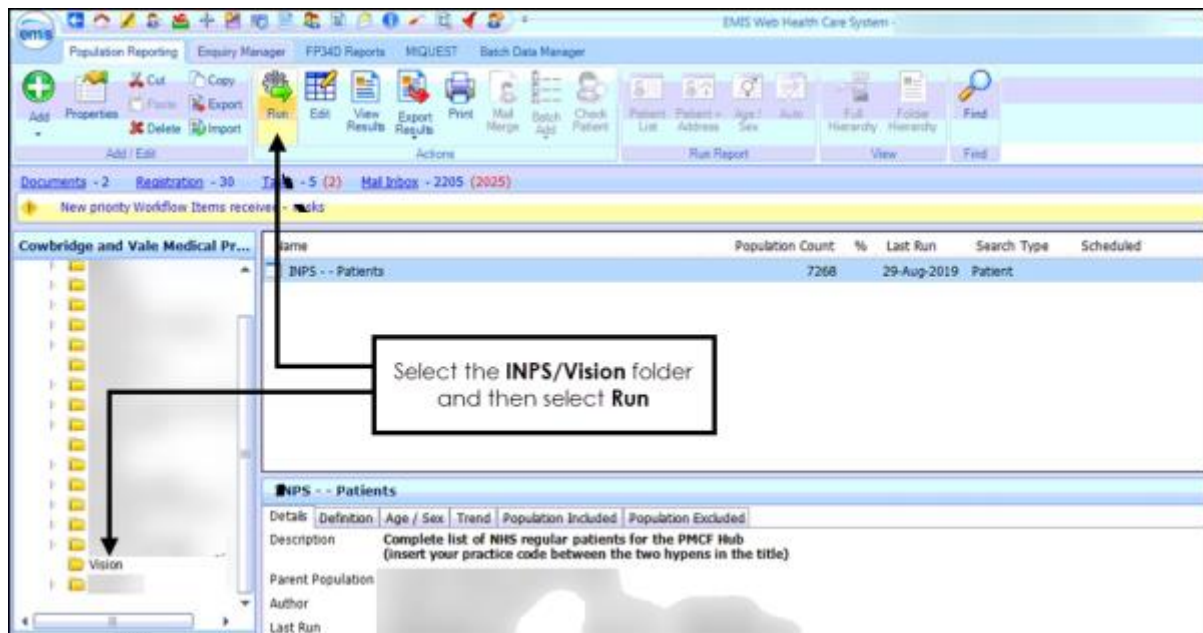 EMIS Web Health Care System -
ems
Population Reporting Enquiry Manager FP34D Reports MIQUEST Batch Data Manager
Add Properties Cut Copy Paste Export Delete Import
Run Edit View Results Export Results Print Mail Merge Batch Add Check Patient
Patient List Patient + Address Age / Sex Auto Full Hierarchy Folder Hierarchy Find
Add / Edit Actions Run Report View Find
Documents - 2 Registration - 30 - 5 (2) Mail Inbox - 2205 (2025)
New priority Workflow Items
Cowbridge and Vale Medical Pr...
Name Population Count % Last Run Search Type Scheduled
INPS - - Patients 7268 29-Aug-2019 Patient
Select the INPS/Vision folder
and then select Run
Vision
INPS - - Patients
Details Definition Age / Sex Trend Population Included Population Excluded
Description Complete list of NHS regular patients for the PMCF Hub
(insert your practice code between the two hypens in the title)
Parent Population
Author
Last Run